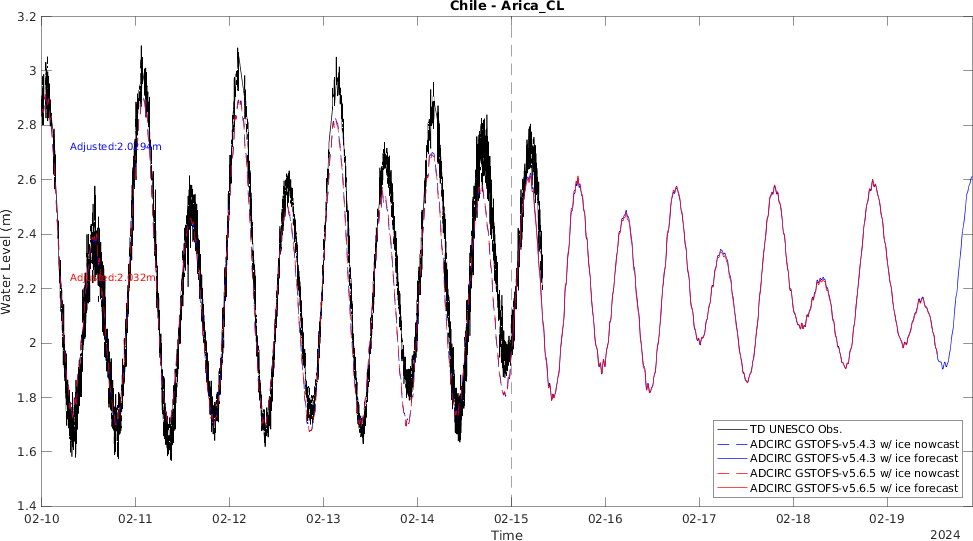 Chile - Arica_CL
3.2
3
2.8
2.6
2.4
2.2
2
1.8
1.6
1.4
Water Level (m)
Adjusted:2.0294m
Adjusted:2.032m
TD UNESCO Obs.
ADCIRC GSTOFS-v5.4.3 w/ ice nowcast
ADCIRC GSTOFS-v5.4.3 w/ ice forecast
ADCIRC GSTOFS-v5.6.5 w/ ice nowcast
ADCIRC GSTOFS-v5.6.5 w/ ice forecast
02-10 02-11 02-12 02-13 02-14 02-15 02-16 02-17 02-18 02-19
Time
2024